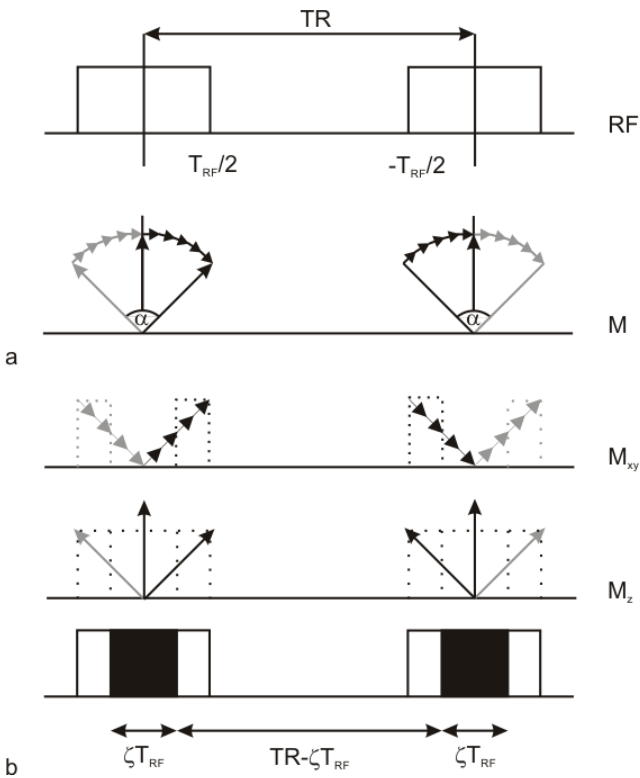 TR
RF
T_RF/2 -T_RF/2
α α
M
a
M_xy
M_z
ζT_RF TR-ζT_RF ζT_RF
b